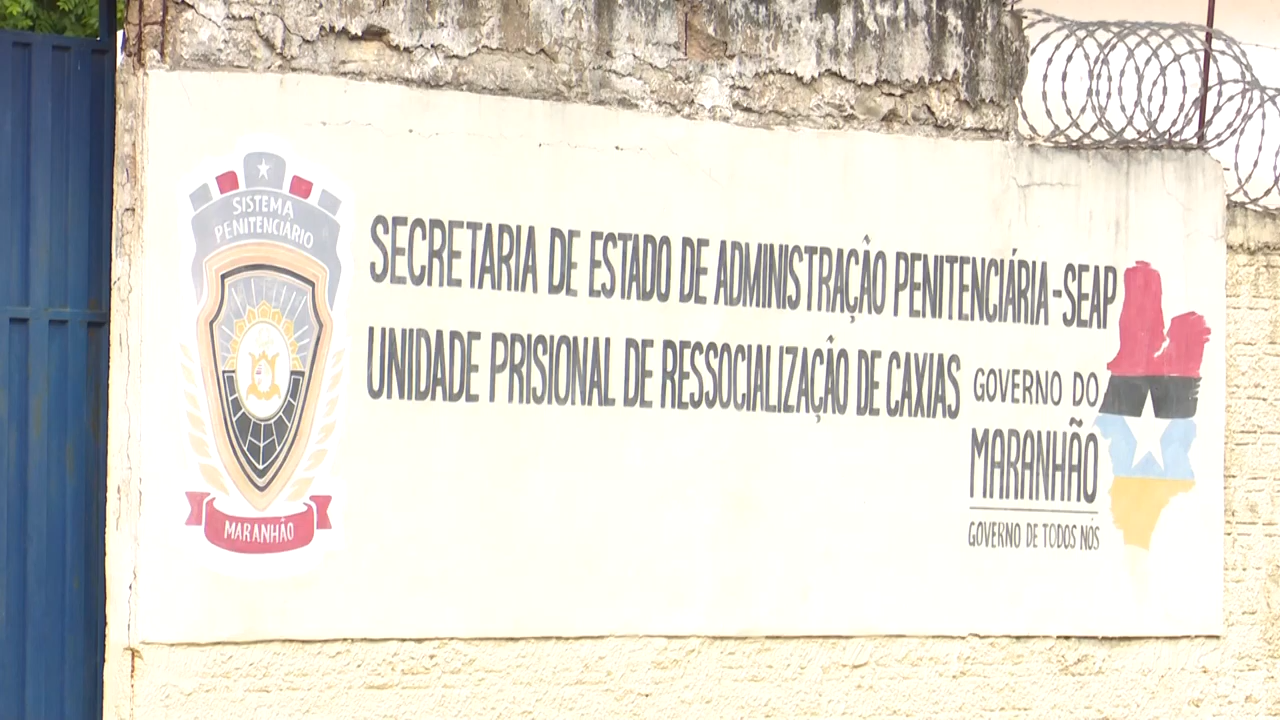 SISTEMA
PENITENCIÁRIO
MARANHÃO
SECRETARIA DE ESTADO DE ADMINISTRAÇÃO PENITENCIÁRIA-SEAP
UNIDADE PRISIONAL DE RESSOCIALIZAÇÃO DE CAXIAS
GOVERNO DO
MARANHÃO
GOVERNO DE TODOS NÓS